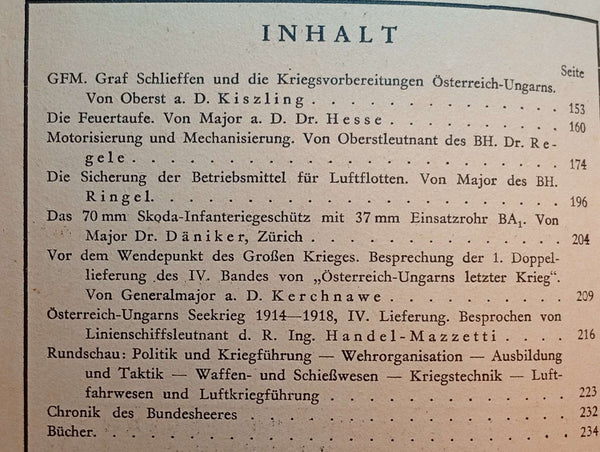 INHALT
Seite
GFM. Graf Schlieffen und die Kriegsvorbereitungen Österreich-Ungarns.
Von Oberst a. D. Kiszling . . . . . . . . . . . . 153
Die Feuertaufe. Von Major a. D. Dr. Hesse . . . . . . . . 160
Motorisierung und Mechanisierung. Von Oberstleutnant des BH. Dr. Re-
gele . . . . . . . . . . . . . . . . . . . . 174
Die Sicherung der Betriebsmittel für Luftflotten. Von Major des BH.
Ringel. . . . . . . . . . . . . . . . . . . 196
Das 70 mm Skoda-Infanteriegeschütz mit 37 mm Einsatzrohr BA₁. Von
Major Dr. Däniker, Zürich . . . . . . . . . . . . 204
Vor dem Wendepunkt des Großen Krieges. Besprechung der 1. Doppel-
lieferung des IV. Bandes von „Österreich-Ungarns letzter Krieg“.
Von Generalmajor a. D. Kerchnawe . . . . . . . . . 209
Österreich-Ungarns Seekrieg 1914—1918, IV. Lieferung. Besprochen von
Linienschiffsleutnant d. R. Ing. Handel-Mazzetti . . . . 216
Rundschau: Politik und Kriegführung — Wehrorganisation — Ausbildung
und Taktik — Waffen- und Schießwesen — Kriegstechnik — Luft-
fahrwesen und Luftkriegführung . . . . . . . . . . . 223
Chronik des Bundesheeres . . . . . . . . . . . . . 232
Bücher. . . . . . . . . . . . . . . . . . . . 234